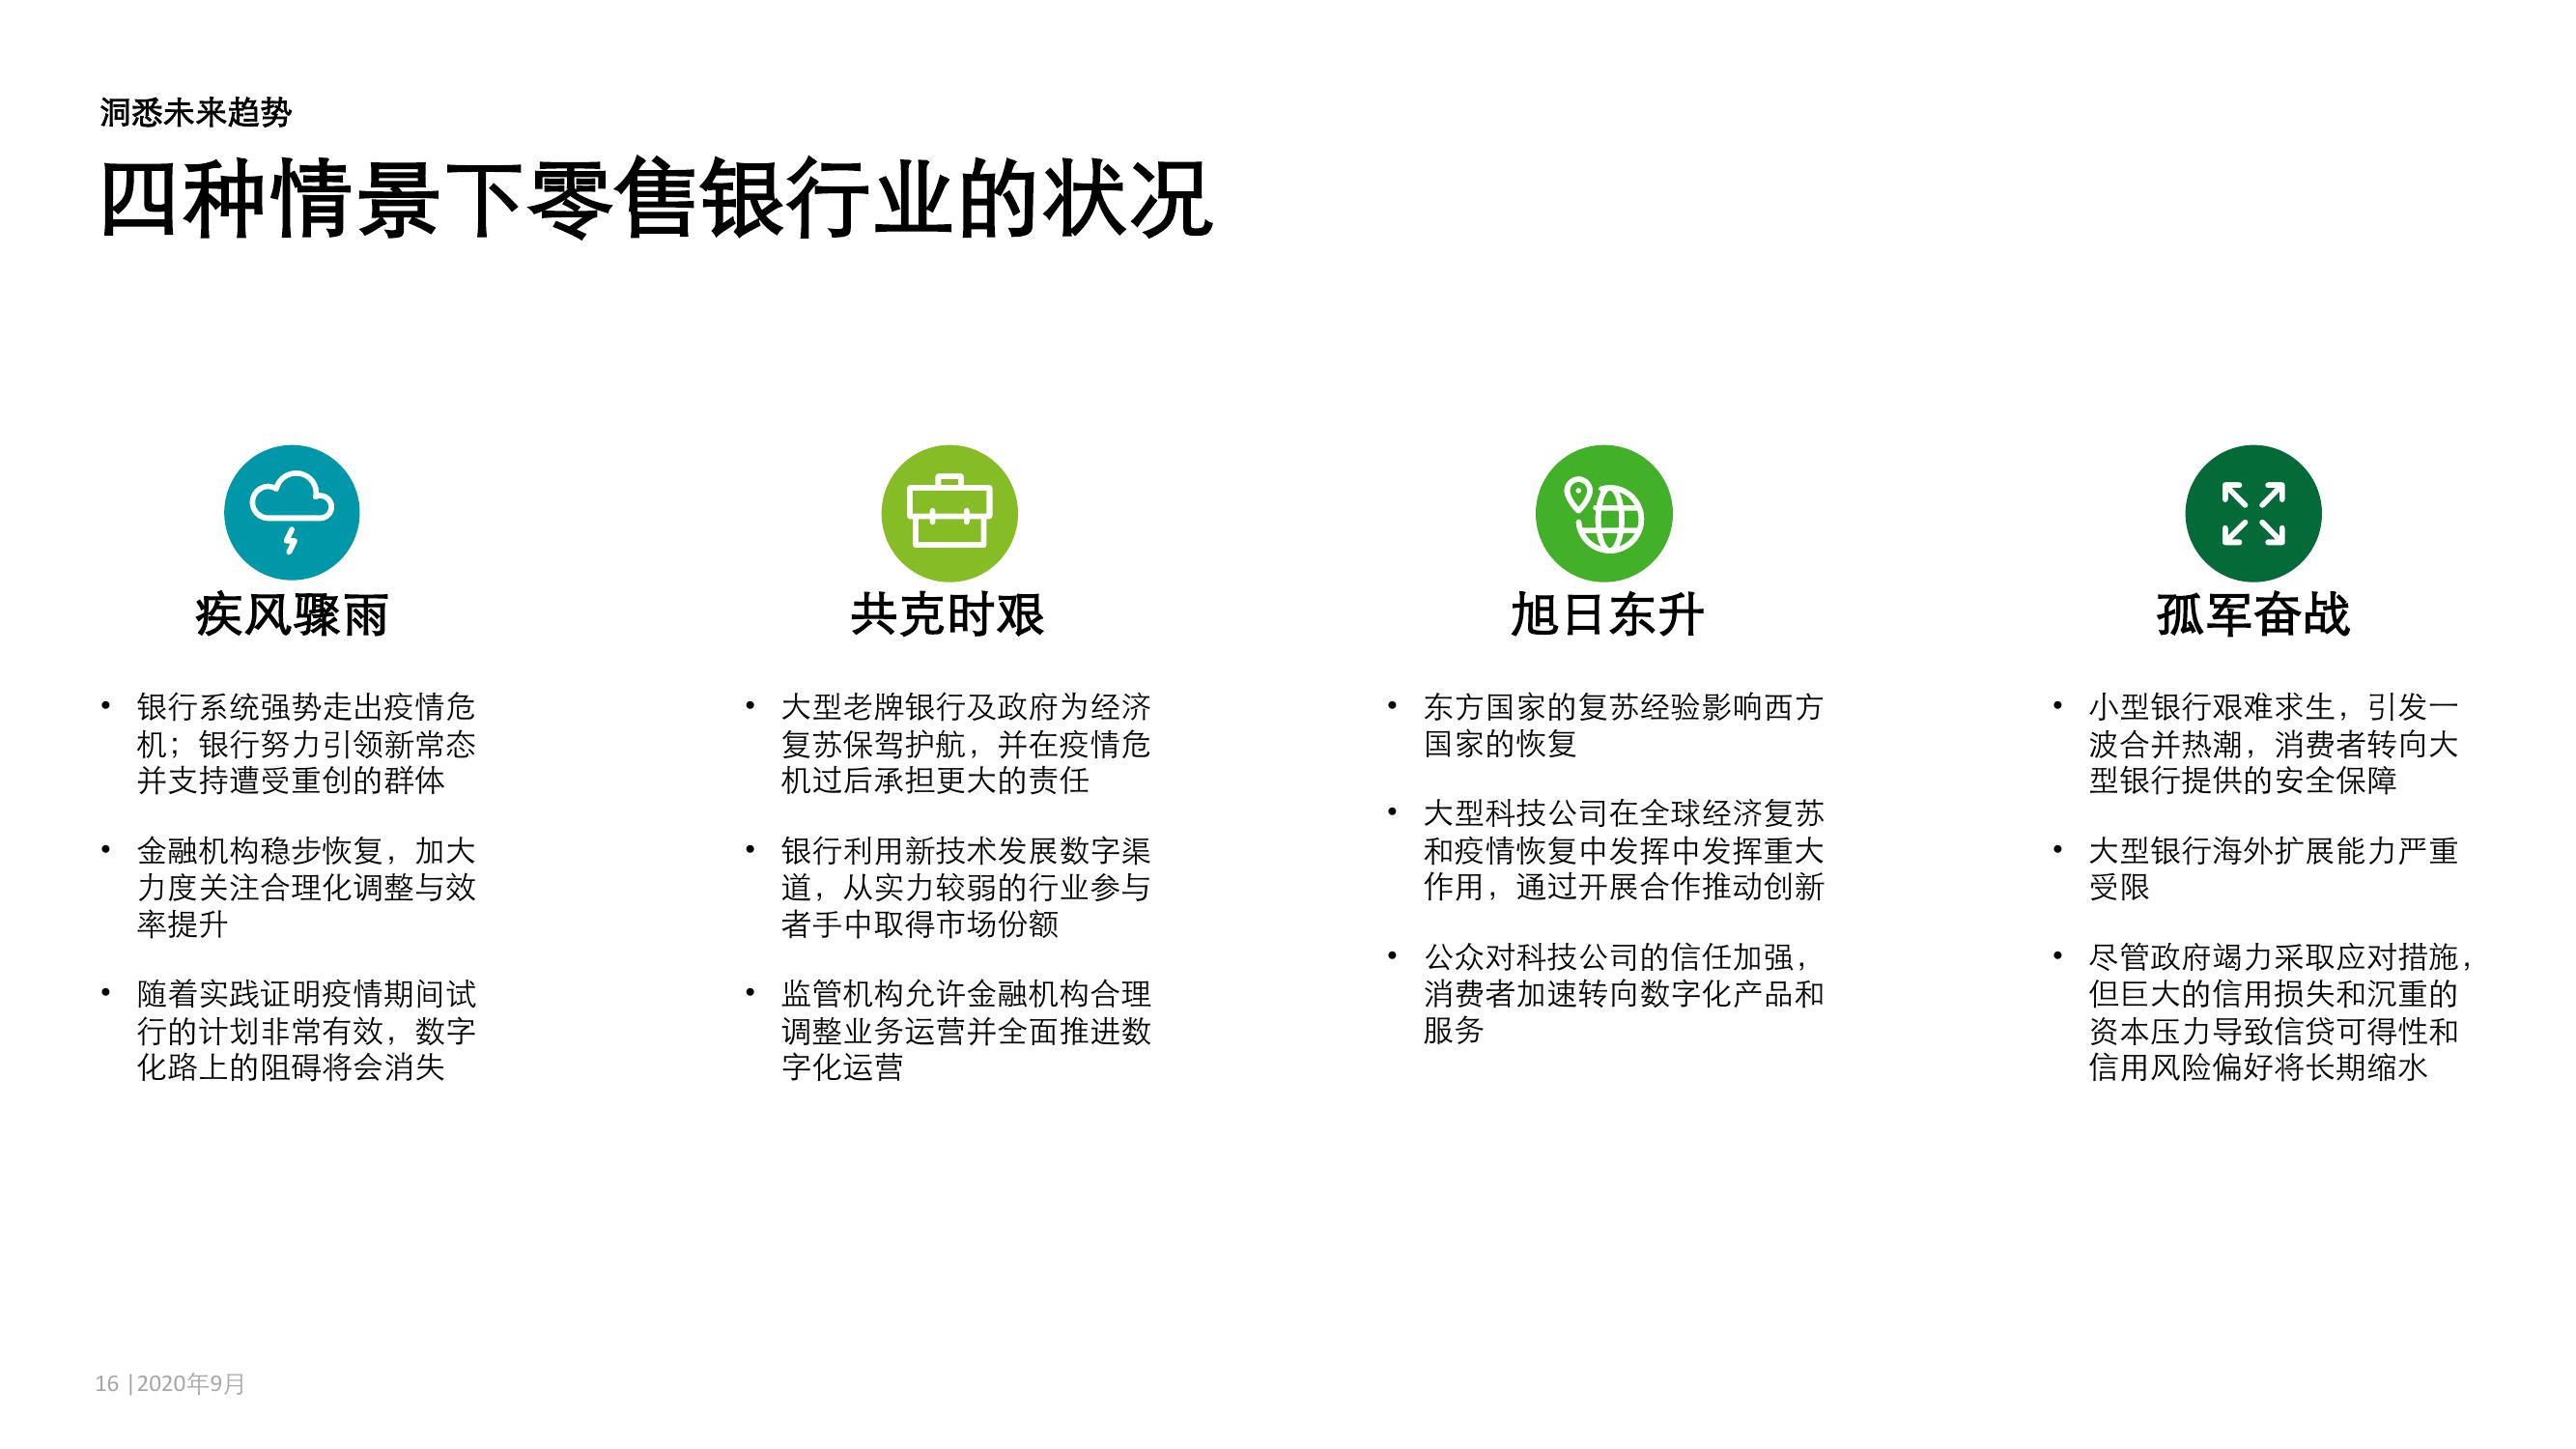 洞悉未来趋势
四种情景下零售银行业的状况
疾风骤雨
• 银行系统强势走出疫情危
机；银行努力引领新常态
并支持遭受重创的群体
• 金融机构稳步恢复，加大
力度关注合理化调整与效
率提升
• 随着实践证明疫情期间试
行的计划非常有效，数字
化路上的阻碍将会消失
共克时艰
• 大型老牌银行及政府为经济
复苏保驾护航，并在疫情危
机过后承担更大的责任
• 银行利用新技术发展数字渠
道，从实力较弱的行业参与
者手中取得市场份额
• 监管机构允许金融机构合理
调整业务运营并全面推进数
字化运营
旭日东升
• 东方国家的复苏经验影响西方
国家的恢复
• 大型科技公司在全球经济复苏
和疫情恢复中发挥中发挥重大
作用，通过开展合作推动创新
• 公众对科技公司的信任加强，
消费者加速转向数字化产品和
服务
孤军奋战
• 小型银行艰难求生，引发一
波合并热潮，消费者转向大
型银行提供的安全保障
• 大型银行海外扩展能力严重
受限
• 尽管政府竭力采取应对措施，
但巨大的信用损失和沉重的
资本压力导致信贷可得性和
信用风险偏好将长期缩水
16 |2020年9月